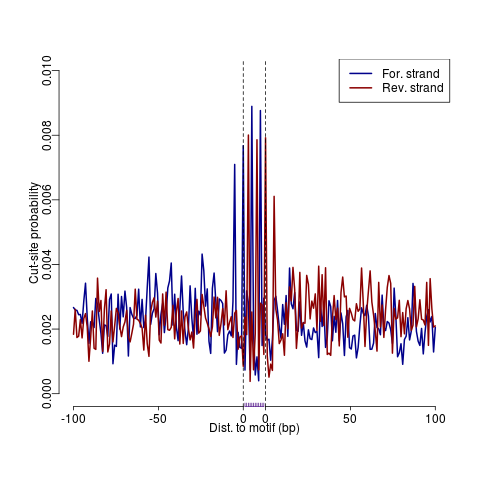 For. strand
Rev. strand
Cut-site probability
0.010
0.008
0.006
0.004
0.002
0.000
-100 -50 0 0 50 100
Dist. to motif (bp)